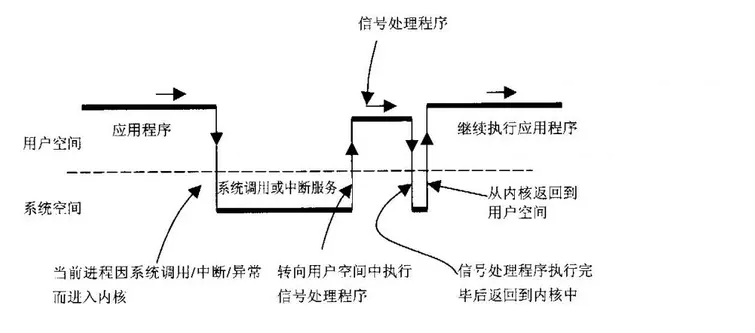 信号处理程序
应用程序
继续执行应用程序
用户空间
系统调用或中断服务
从内核返回到
用户空间
系统空间
当前进程因系统调用/中断/异常
而进入内核
转向用户空间中执行
信号处理程序
信号处理程序执行完
毕后返回到内核中